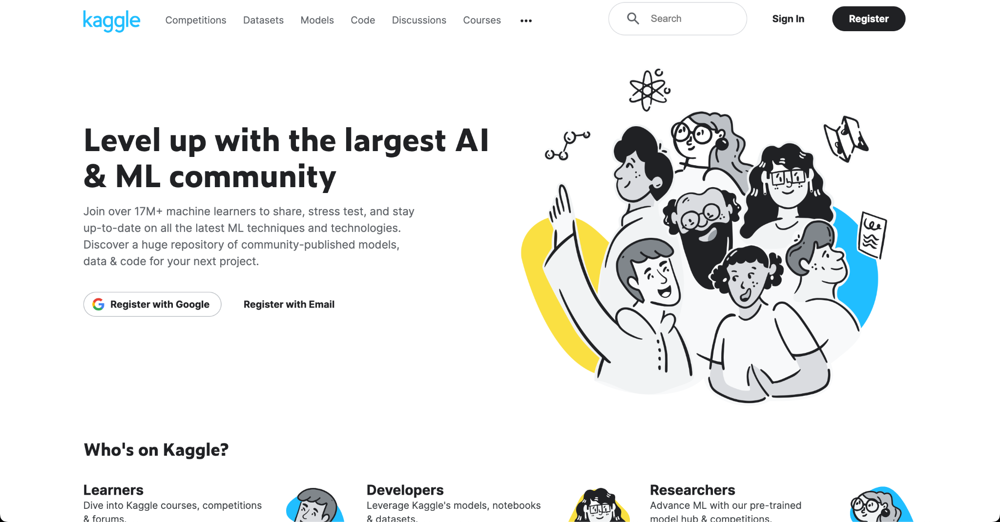 kaggle
Competitions
Datasets
Models
Code
Discussions
Courses
Search
Sign In
Register
Level up with the largest AI
& ML community
Join over 17M+ machine learners to share, stress test, and stay
up-to-date on all the latest ML techniques and technologies.
Discover a huge repository of community-published models,
data & code for your next project.
Register with Google
Register with Email
Who's on Kaggle?
Learners
Dive into Kaggle courses, competitions
& forums.
Developers
Leverage Kaggle's models, notebooks
& datasets.
Researchers
Advance ML with our pre-trained
model hub & competitions.